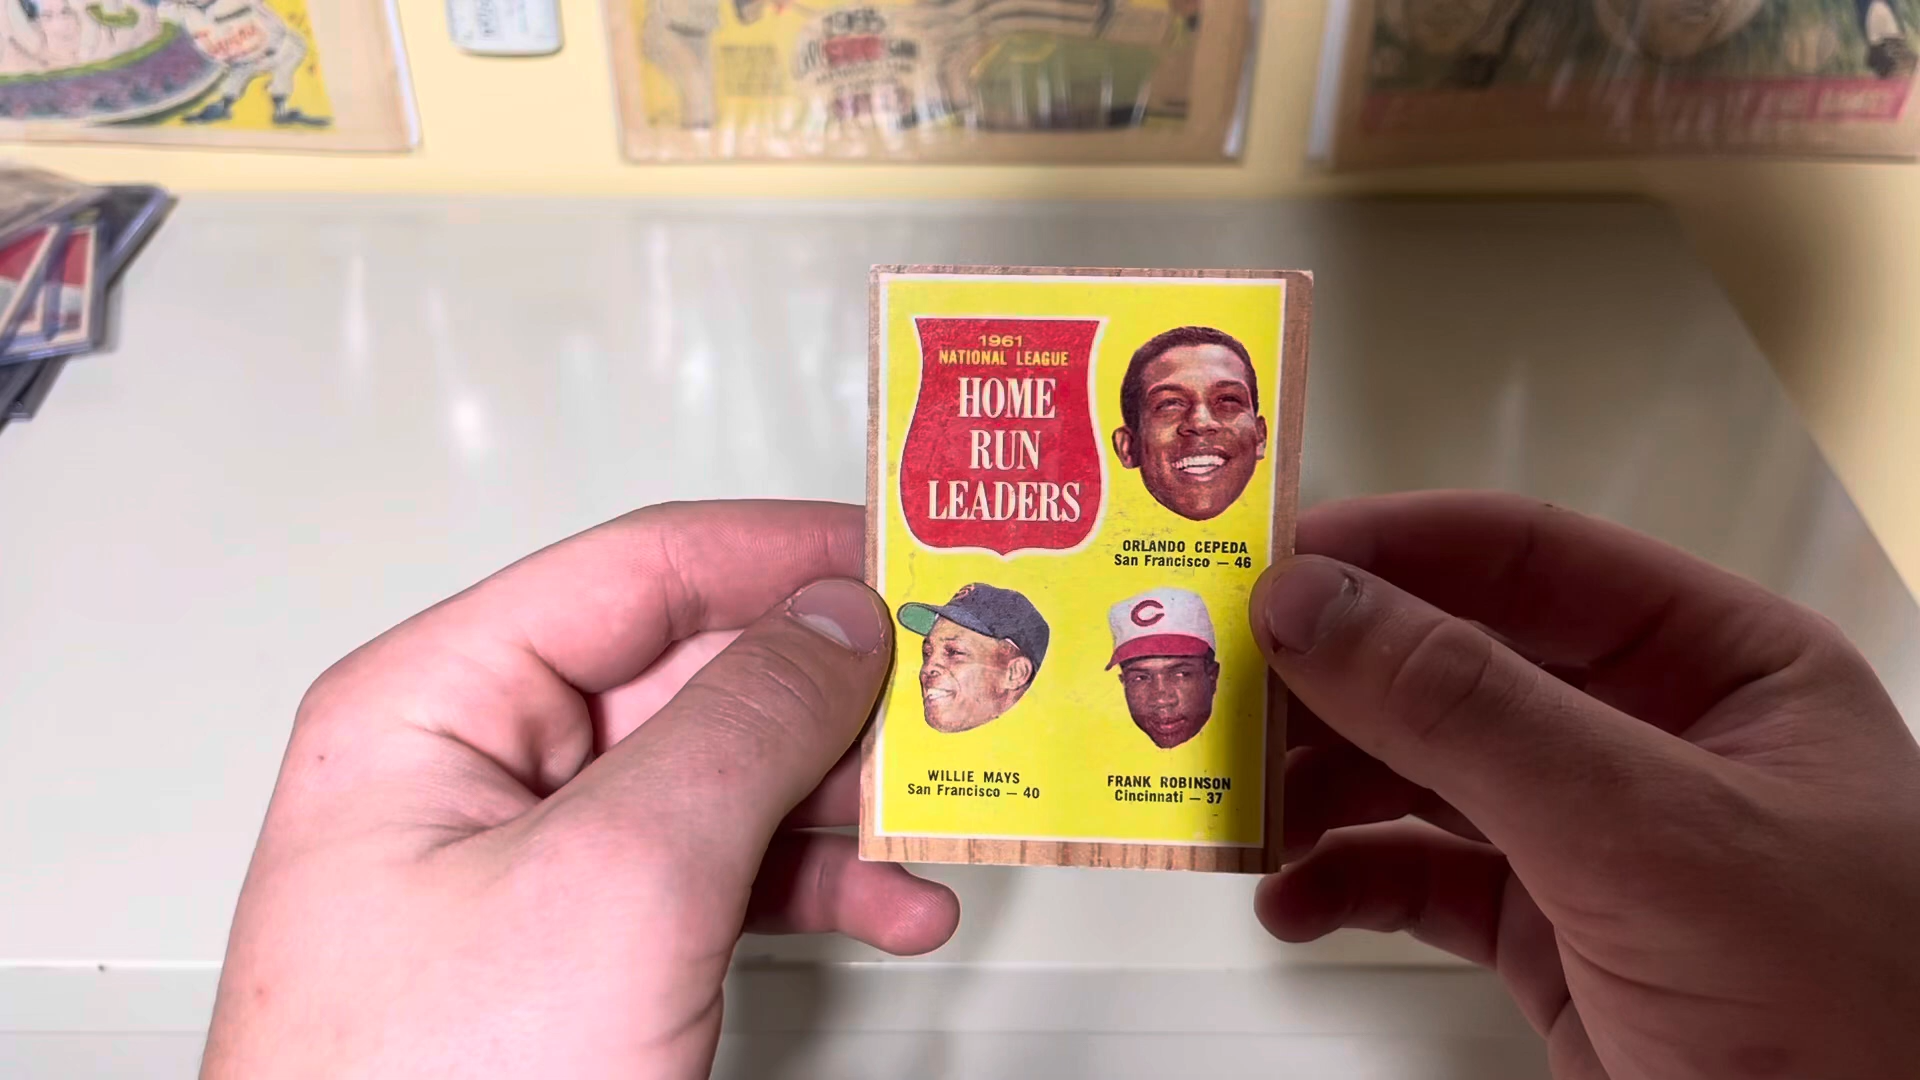 1961
NATIONAL LEAGUE
HOME
RUN
LEADERS
ORLANDO CEPEDA
San Francisco — 46
C
WILLIE MAYS
San Francisco — 40
FRANK ROBINSON
Cincinnati — 37